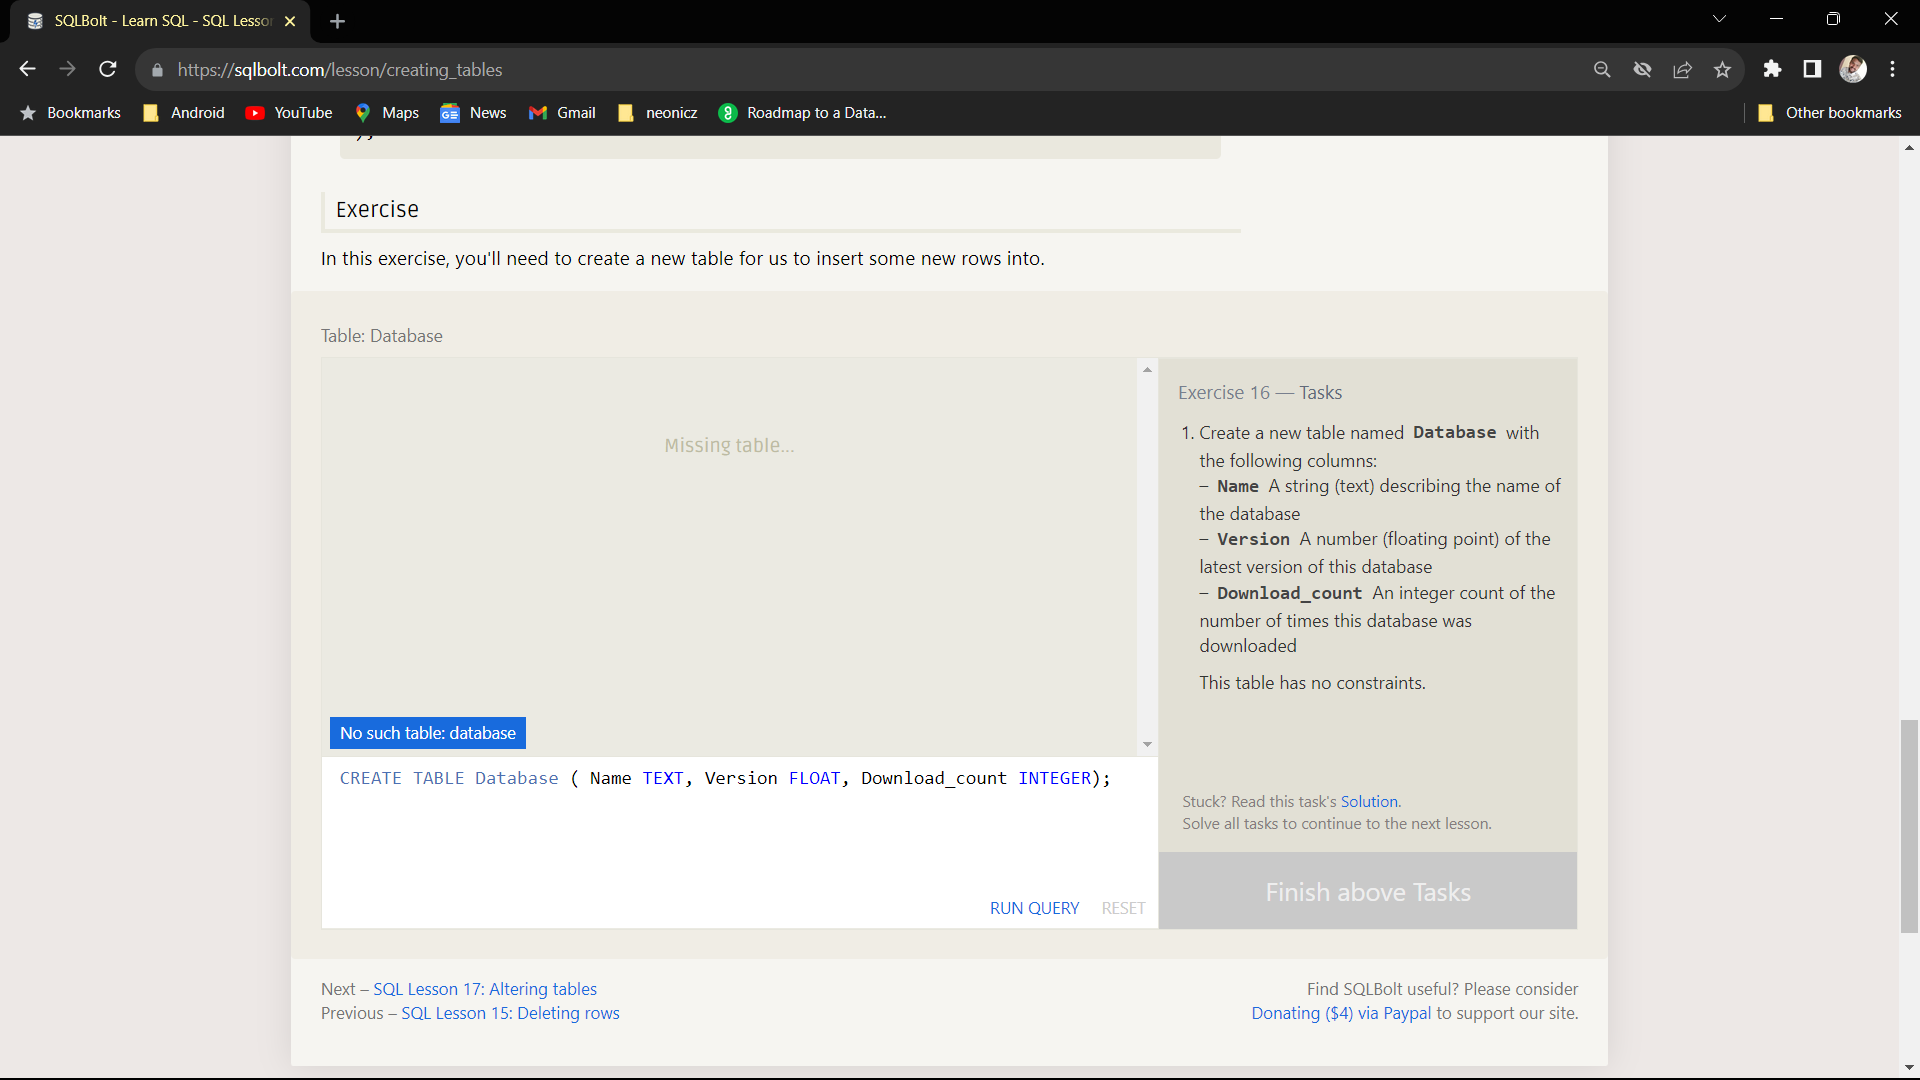 SQLBolt - Learn SQL - SQL Lesso
https://sqlbolt.com/lesson/creating_tables
Bookmarks Android YouTube Maps News Gmail neonicz Roadmap to a Data... Other bookmarks
);
Exercise
In this exercise, you'll need to create a new table for us to insert some new rows into.
Table: Database
Missing table...
No such table: database
CREATE TABLE Database ( Name TEXT, Version FLOAT, Download_count INTEGER);
RUN QUERY RESET
Exercise 16 — Tasks
1. Create a new table named Database with
the following columns:
– Name A string (text) describing the name of
the database
– Version A number (floating point) of the
latest version of this database
– Download_count An integer count of the
number of times this database was
downloaded
This table has no constraints.
Stuck? Read this task's Solution.
Solve all tasks to continue to the next lesson.
Finish above Tasks
Next – SQL Lesson 17: Altering tables
Previous – SQL Lesson 15: Deleting rows
Find SQLBolt useful? Please consider
Donating ($4) via Paypal to support our site.